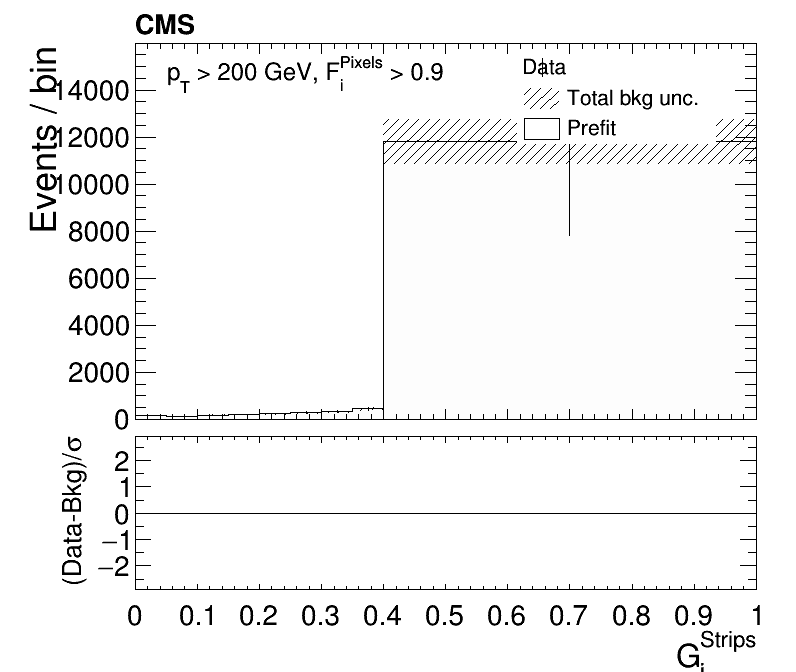 CMS
p_T > 200 GeV, F_i^Pixels > 0.9
Data
Total bkg unc.
Prefit
Events / bin
14000
12000
10000
8000
6000
4000
2000
0
(Data-Bkg)/σ
2
1
0
−1
−2
0 0.1 0.2 0.3 0.4 0.5 0.6 0.7 0.8 0.9 1
G_i^Strips